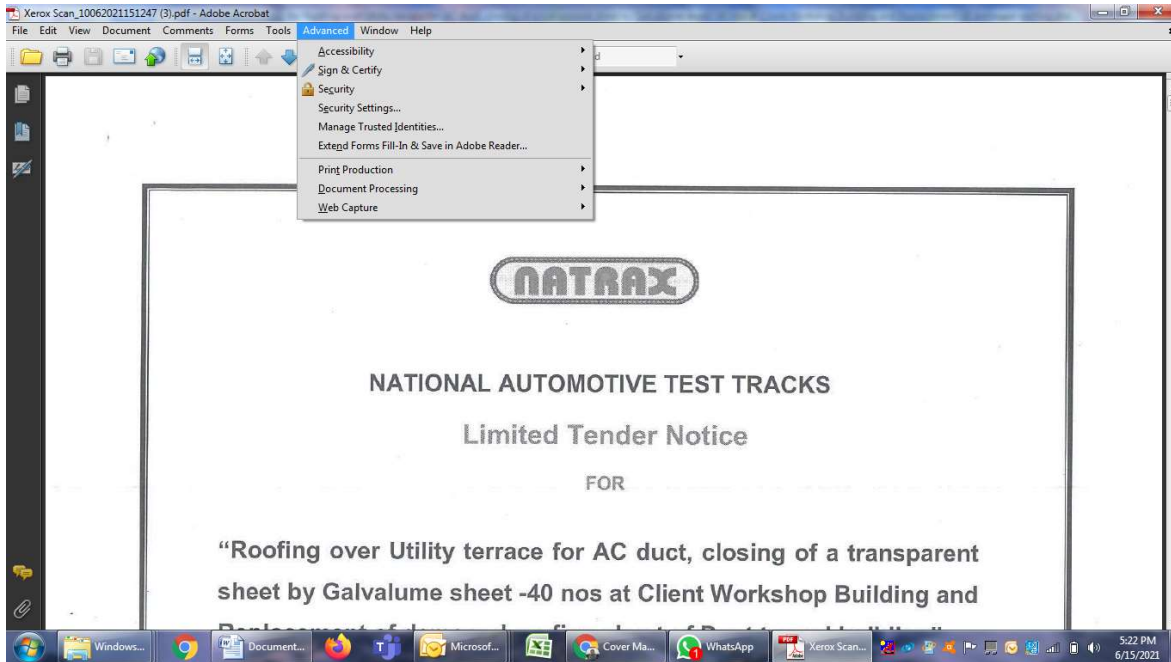 Xerox Scan_10062021151247 (3).pdf - Adobe Acrobat
File Edit View Document Comments Forms Tools Advanced Window Help
Accessibility
Sign & Certify
Security
Security Settings...
Manage Trusted Identities...
Extend Forms Fill-In & Save in Adobe Reader...
Print Production
Document Processing
Web Capture
NATRAX
NATIONAL AUTOMOTIVE TEST TRACKS
Limited Tender Notice
FOR
“Roofing over Utility terrace for AC duct, closing of a transparent
sheet by Galvalume sheet -40 nos at Client Workshop Building and
Windows... Document... Microsof... Cover Ma... WhatsApp Xerox Scan... 5:22 PM
6/15/2021